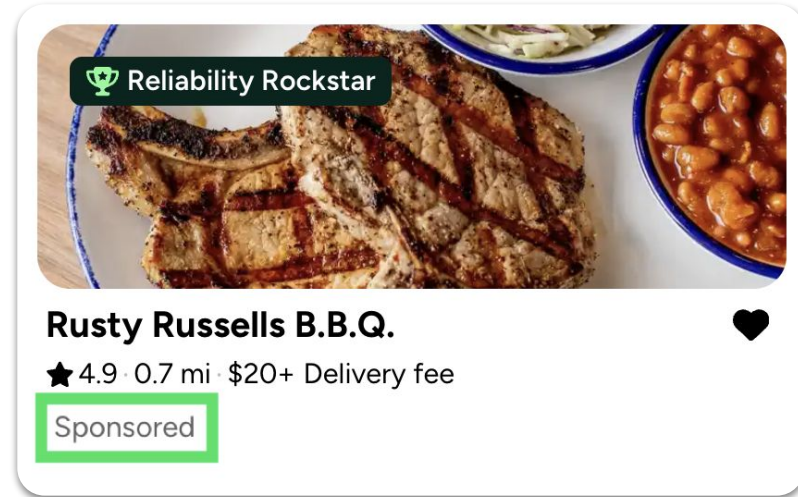 Reliability Rockstar
Rusty Russells B.B.Q.
4.9 · 0.7 mi · $20+ Delivery fee
Sponsored